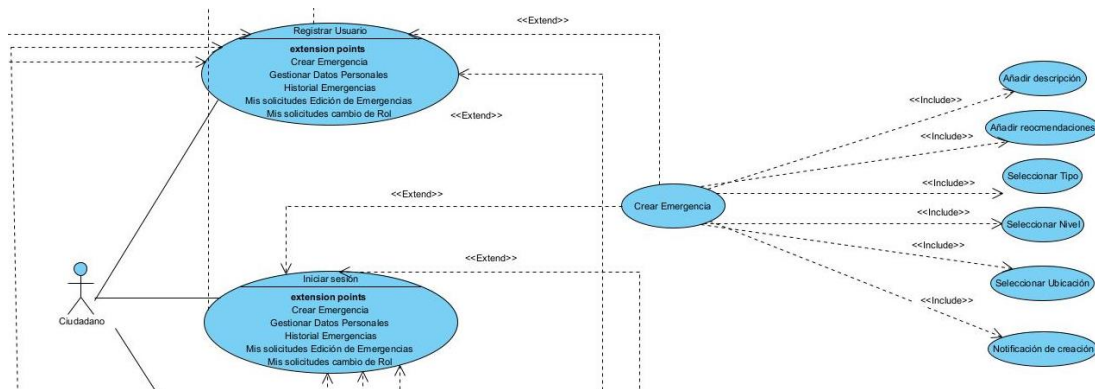 <<Extend>>
Registrar Usuario
extension points
Crear Emergencia
Gestionar Datos Personales
Historial Emergencias
Mis solicitudes Edición de Emergencias
Mis solicitudes cambio de Rol
<<Extend>>
Añadir descripción
<<Include>>
Añadir reocmendaciones
<<Include>>
Seleccionar Tipo
<<Include>>
<<Extend>>
Crear Emergencia
Seleccionar Nivel
<<Include>>
<<Include>>
Seleccionar Ubicación
<<Include>>
Notificación de creación
<<Extend>>
Ciudadano
Iniciar sesión
extension points
Crear Emergencia
Gestionar Datos Personales
Historial Emergencias
Mis solicitudes Edición de Emergencias
Mis solicitudes cambio de Rol